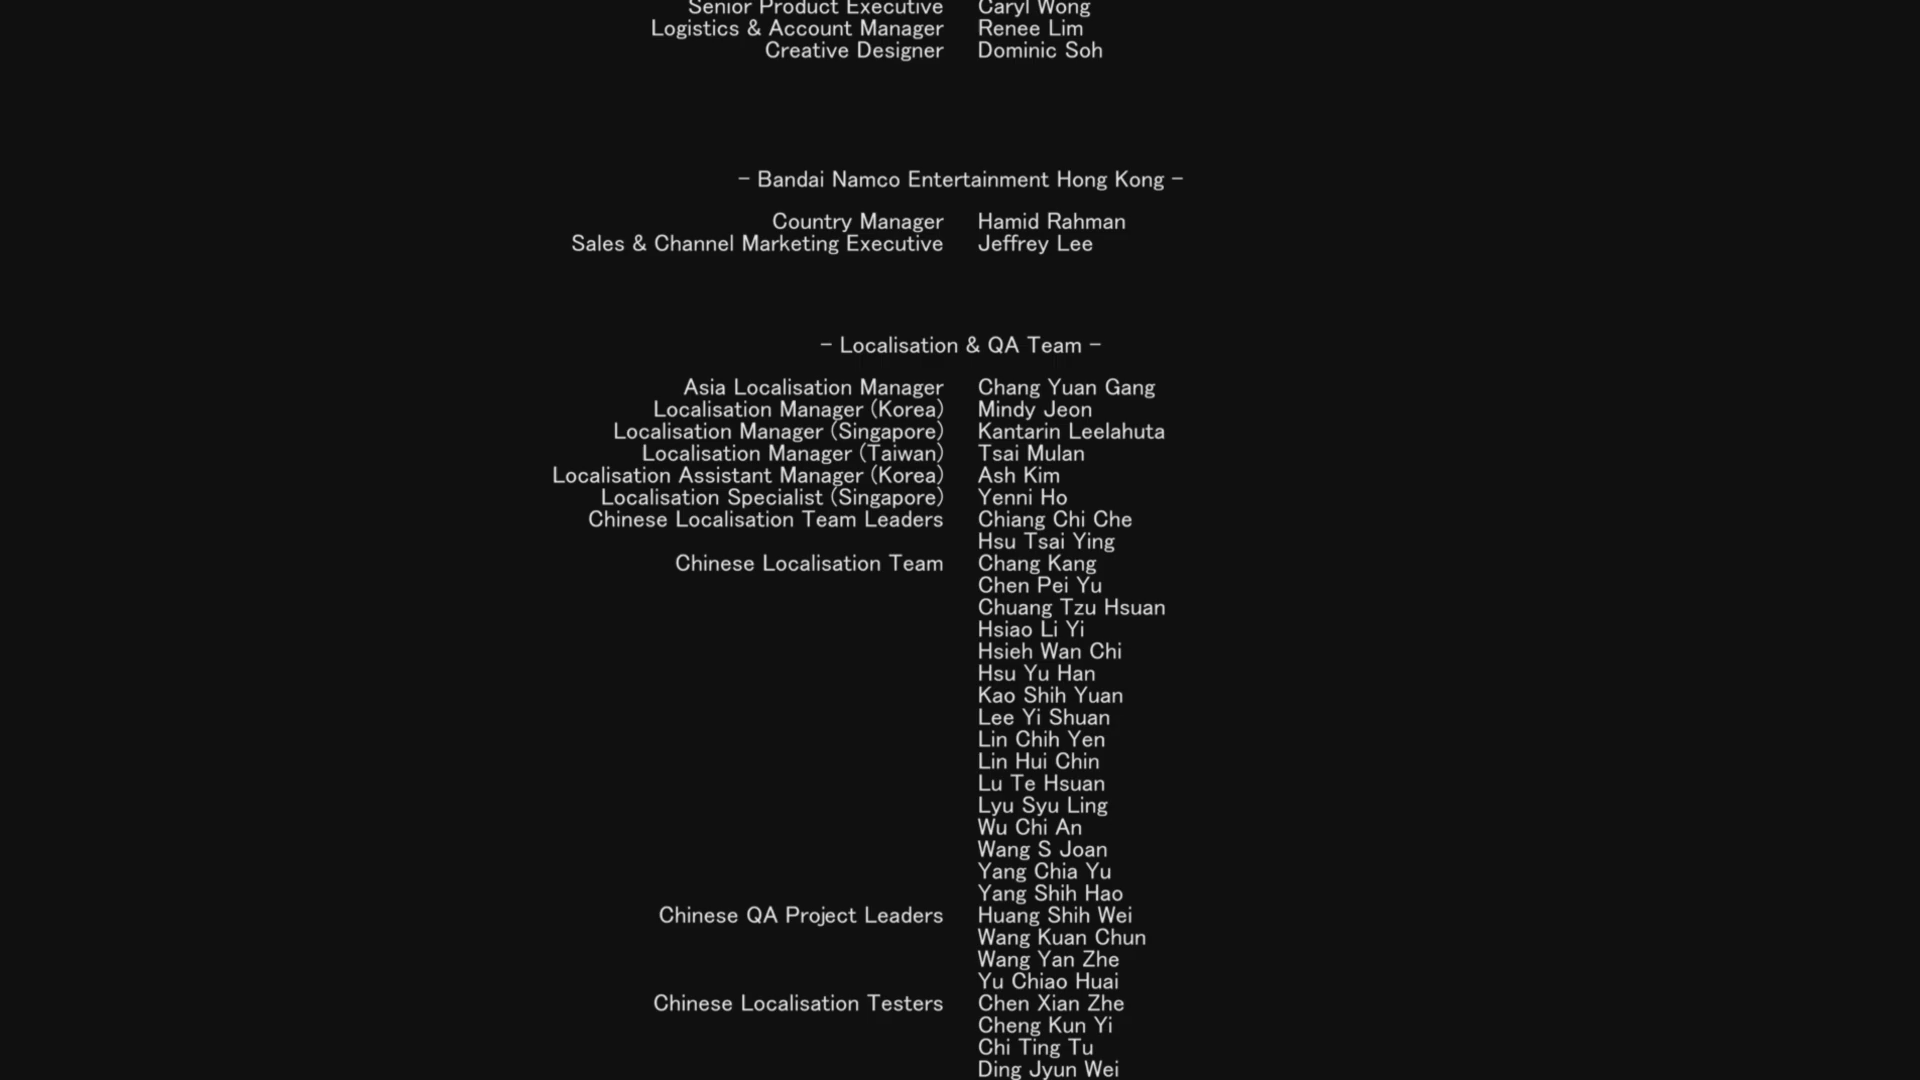 Senior Product Executive Caryl Wong
Logistics & Account Manager Renee Lim
Creative Designer Dominic Soh
- Bandai Namco Entertainment Hong Kong -
Country Manager Hamid Rahman
Sales & Channel Marketing Executive Jeffrey Lee
- Localisation & QA Team -
Asia Localisation Manager Chang Yuan Gang
Localisation Manager (Korea) Mindy Jeon
Localisation Manager (Singapore) Kantarin Leelahuta
Localisation Manager (Taiwan) Tsai Mulan
Localisation Assistant Manager (Korea) Ash Kim
Localisation Specialist (Singapore) Yenni Ho
Chinese Localisation Team Leaders Chiang Chi Che
Hsu Tsai Ying
Chinese Localisation Team Chang Kang
Chen Pei Yu
Chuang Tzu Hsuan
Hsiao Li Yi
Hsieh Wan Chi
Hsu Yu Han
Kao Shih Yuan
Lee Yi Shuan
Lin Chih Yen
Lin Hui Chin
Lu Te Hsuan
Lyu Syu Ling
Wu Chi An
Wang S Joan
Yang Chia Yu
Yang Shih Hao
Chinese QA Project Leaders Huang Shih Wei
Wang Kuan Chun
Wang Yan Zhe
Yu Chiao Huai
Chinese Localisation Testers Chen Xian Zhe
Cheng Kun Yi
Chi Ting Tu
Ding Jyun Wei